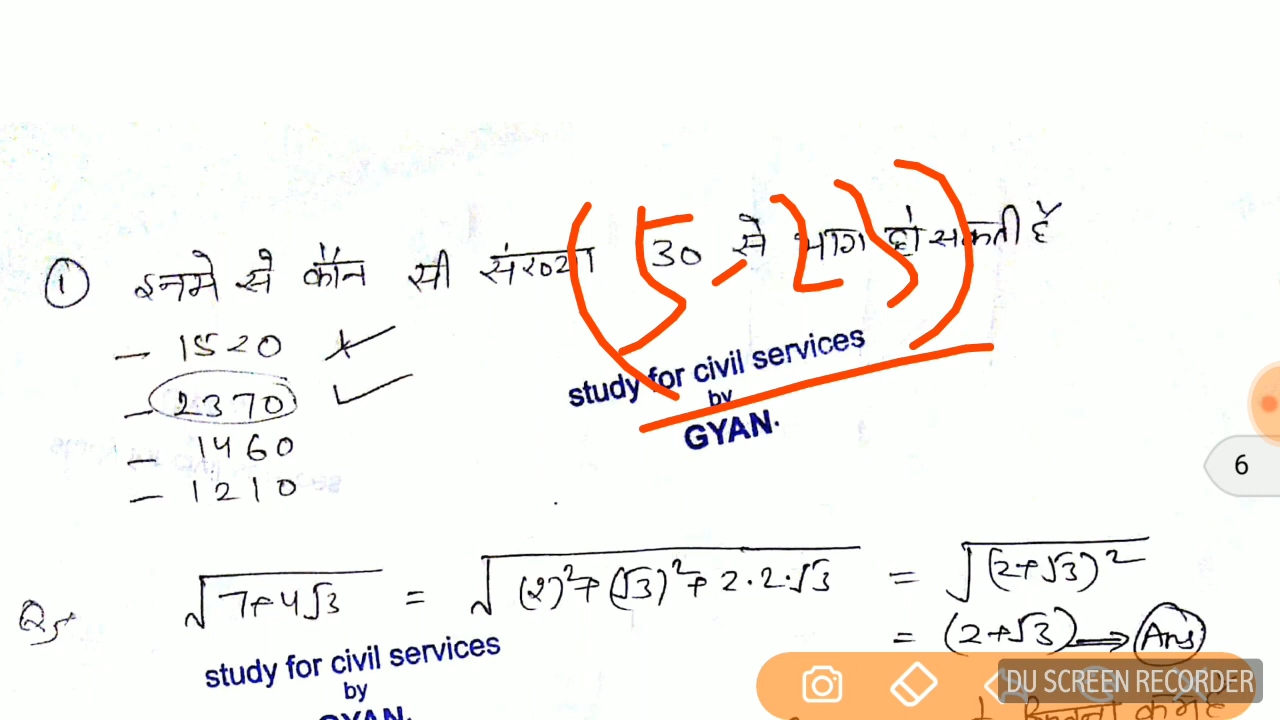 ① इनमे से कौन सी संख्या 30 से भाग हो सकती है
(5, 2, 3)
- 1520 ×
- 2370 ✓
- 1460
- 1210
study for civil services
by
GYAN.
6
Q5→ √7+4√3 = √(2)²+(√3)²+2·2·√3 = √(2+√3)²
= (2+√3) → Ans
study for civil services
by
GYAN.
DU SCREEN RECORDER